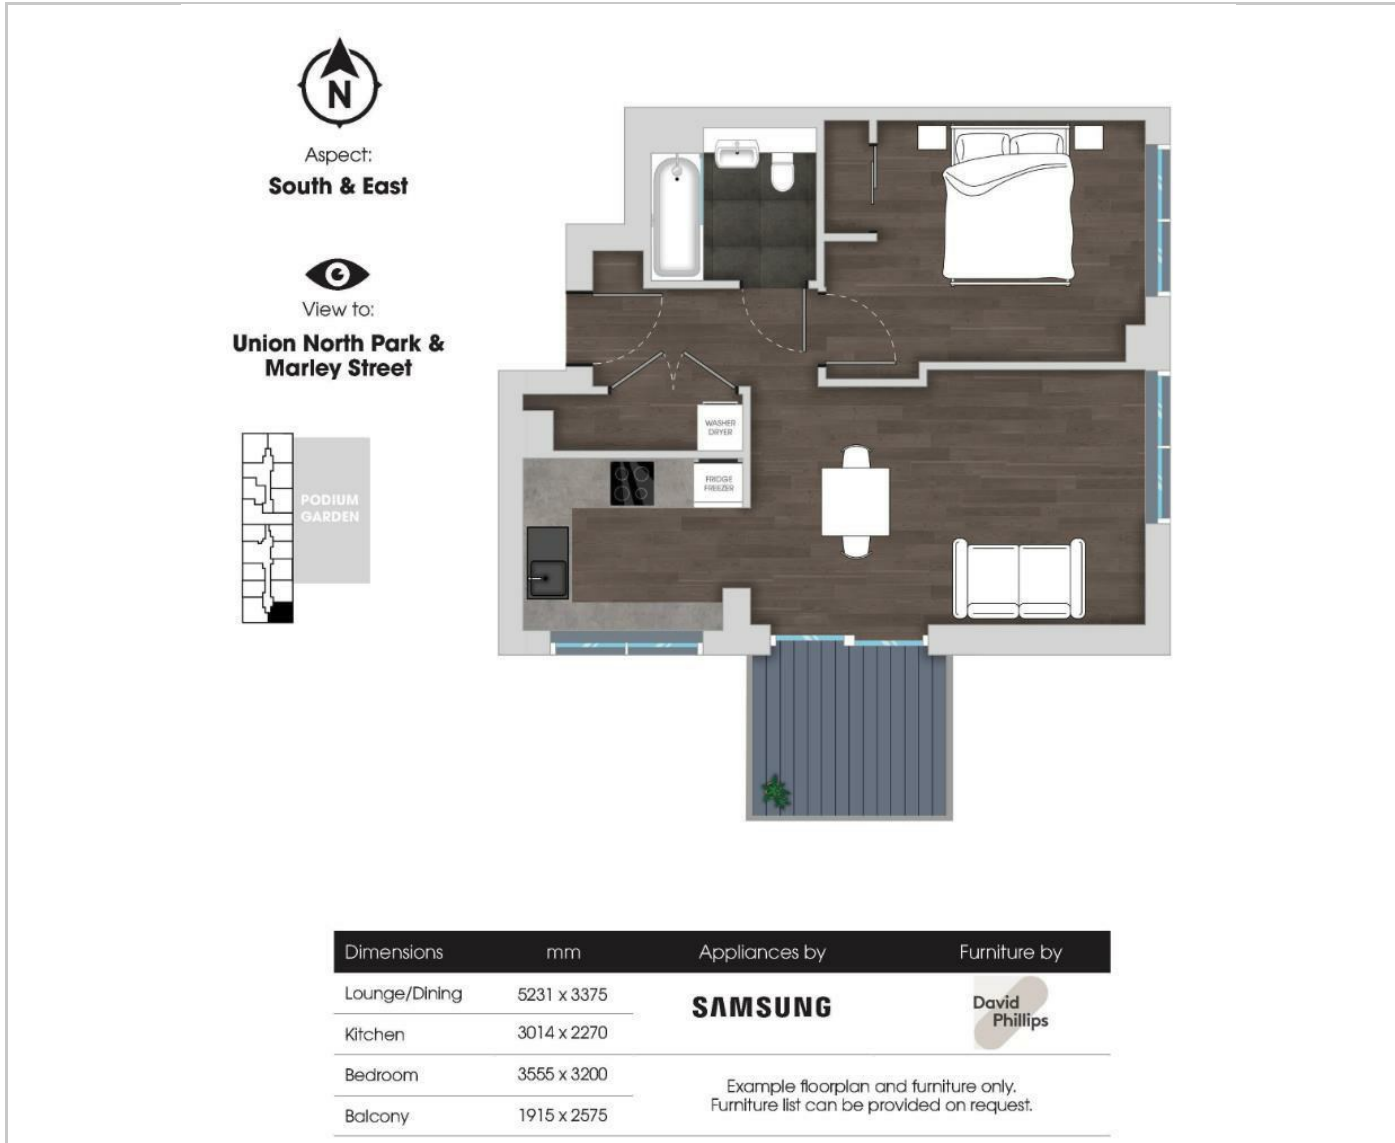 N
Aspect:
South & East
View to:
Union North Park &
Marley Street
PODIUM
GARDEN
WASHER
DRYER
FRIDGE
FREEZER
Dimensions mm Appliances by Furniture by
Lounge/Dining 5231 x 3375
SAMSUNG
David
Phillips
Kitchen 3014 x 2270
Bedroom 3555 x 3200
Example floorplan and furniture only.
Furniture list can be provided on request.
Balcony 1915 x 2575